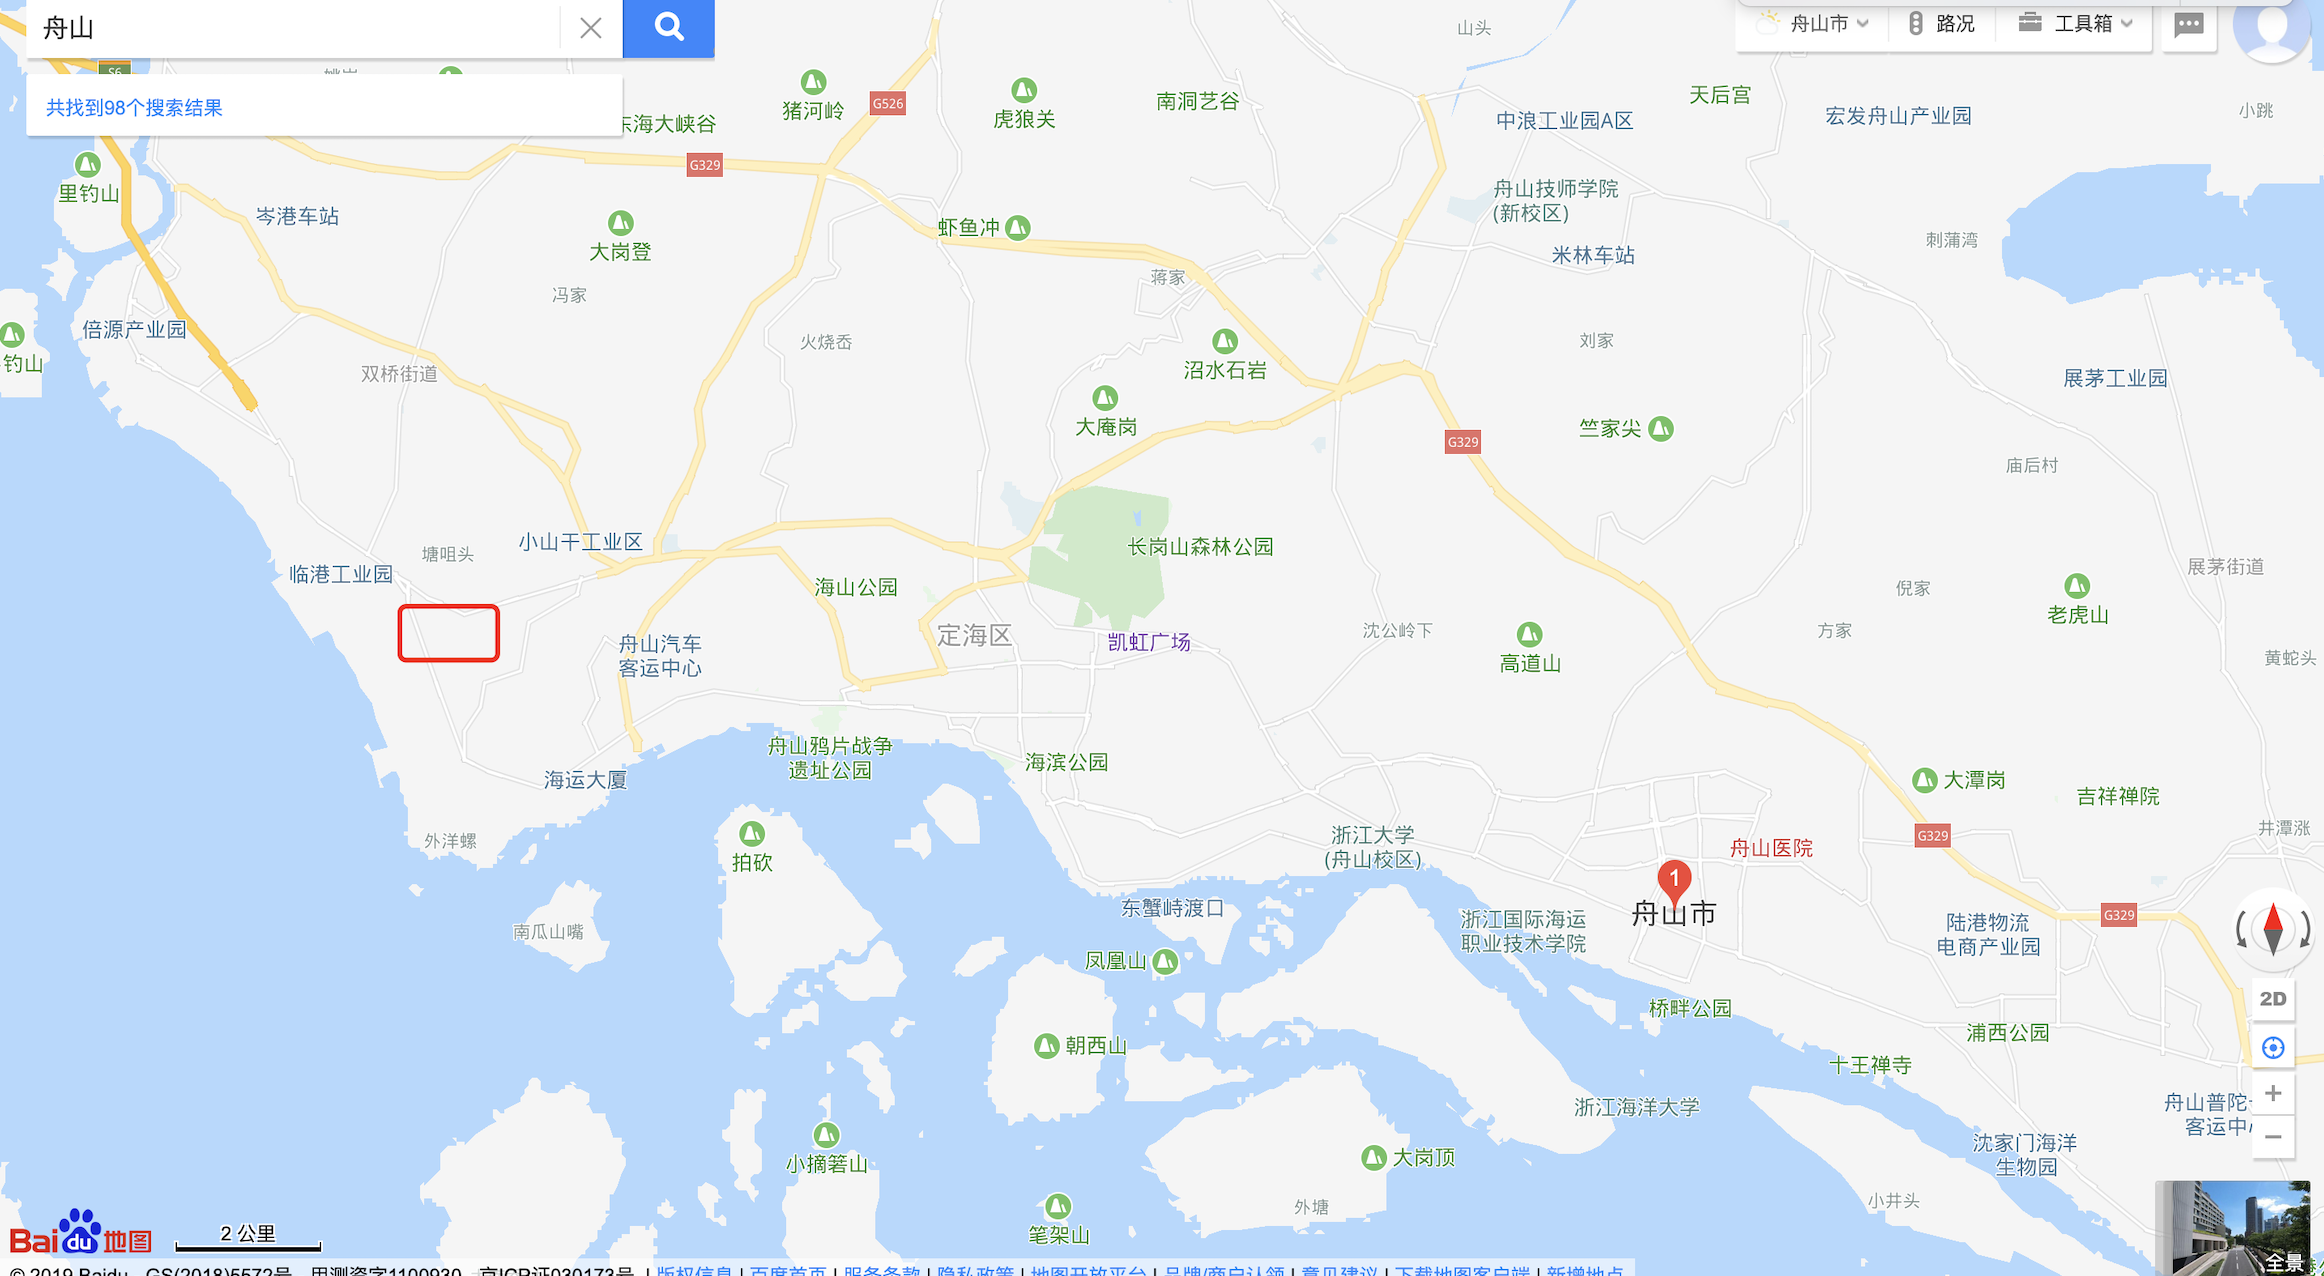 舟山
共找到98个搜索结果
舟山市
路况
工具箱
S6
山头
猪河岭
G526
虎狼关
南洞艺谷
天后宫
中浪工业园A区
宏发舟山产业园
小跳
东海大峡谷
G329
里钓山
岑港车站
大岗登
虾鱼冲
舟山技师学院
(新校区)
米林车站
刺蒲湾
蒋家
冯家
倍源产业园
钓山
双桥街道
火烧岙
沼水石岩
刘家
展茅工业园
大庵岗
竺家尖
G329
庙后村
小山干工业区
塘咀头
临港工业园
长岗山森林公园
海山公园
展茅街道
倪家
老虎山
定海区
凯虹广场
沈公岭下
高道山
方家
黄蛇头
舟山汽车
客运中心
舟山鸦片战争
遗址公园
海滨公园
海运大厦
大潭岗
吉祥禅院
外洋螺
拍砍
浙江大学
(舟山校区)
舟山医院
G329
井潭涨
1
舟山市
东蟹峙渡口
浙江国际海运
职业技术学院
陆港物流
电商产业园
G329
南瓜山嘴
凤凰山
桥畔公园
2D
浦西公园
朝西山
十王禅寺
浙江海洋大学
舟山普陀
客运中
沈家门海洋
生物园
小摘箬山
大岗顶
外塘
小井头
笔架山
Baidu地图
2公里
全景
© 2019 Baidu - GS(2018)5572号 - 甲测资字1100930 - 京ICP证030173号 | 版权信息 | 百度首页 | 服务条款 | 隐私政策 | 地图开放平台 | 品牌/商户认领 | 意见建议 | 下载地图客户端 | 新增地点